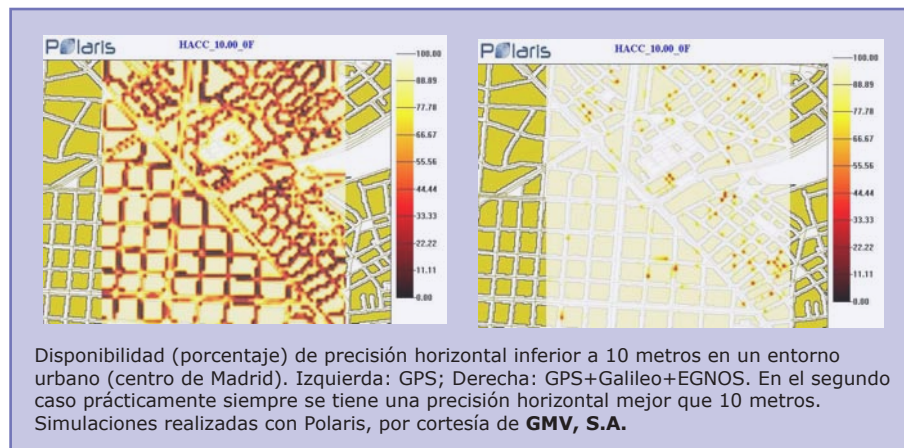 Polaris
HACC_10.00_0F
100.00
88.89
77.78
66.67
55.56
44.44
33.33
22.22
11.11
0.00
Polaris
HACC_10.00_0F
100.00
88.89
77.78
66.67
55.56
44.44
33.33
22.22
11.11
0.00
Disponibilidad (porcentaje) de precisión horizontal inferior a 10 metros en un entorno
urbano (centro de Madrid). Izquierda: GPS; Derecha: GPS+Galileo+EGNOS. En el segundo
caso prácticamente siempre se tiene una precisión horizontal mejor que 10 metros.
Simulaciones realizadas con Polaris, por cortesía de GMV, S.A.